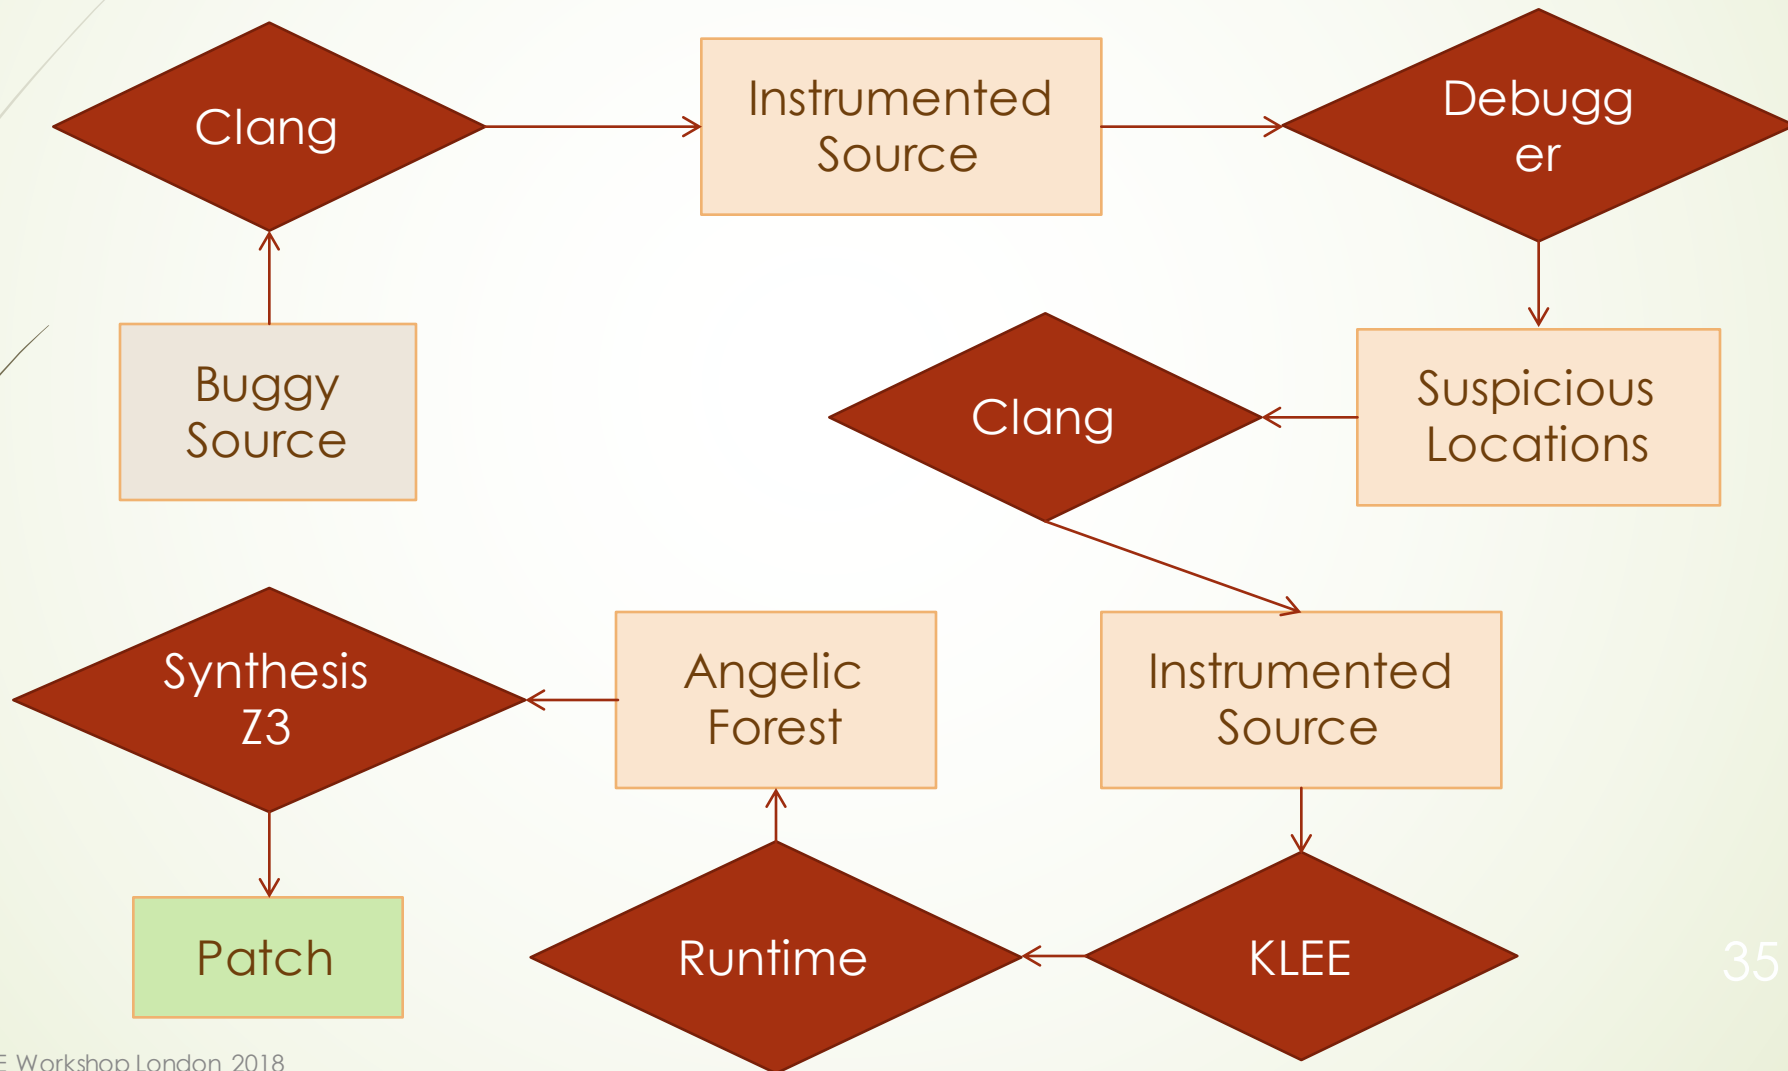 Clang
Instrumented
Source
Debugg
er
Buggy
Source
Clang
Suspicious
Locations
Synthesis
Z3
Angelic
Forest
Instrumented
Source
Patch
Runtime
KLEE
35
E Workshop London 2018